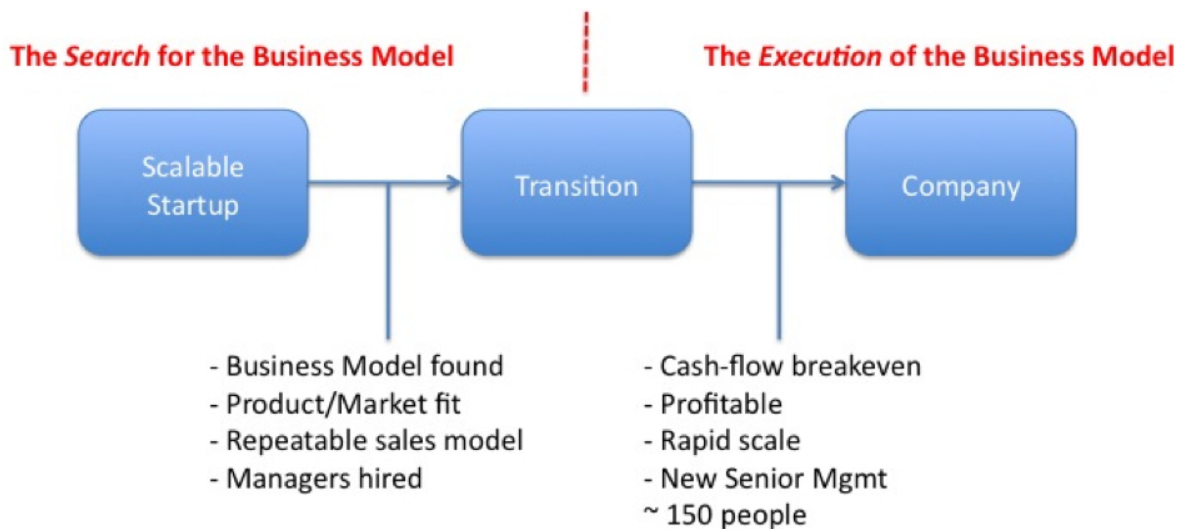 The Search for the Business Model
The Execution of the Business Model
Scalable
Startup
Transition
Company
- Business Model found
- Product/Market fit
- Repeatable sales model
- Managers hired
- Cash-flow breakeven
- Profitable
- Rapid scale
- New Senior Mgmt
~ 150 people